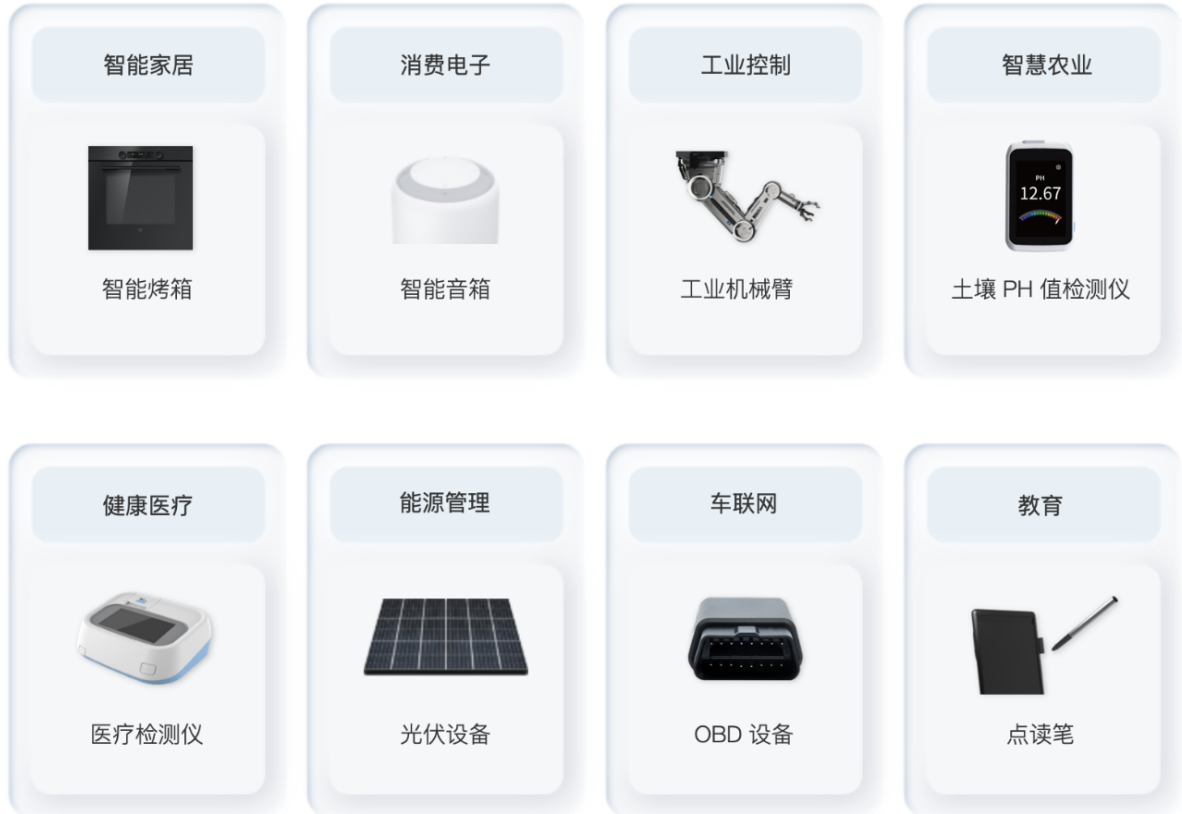 智能家居
消费电子
工业控制
智慧农业
PH
12.67
智能烤箱
智能音箱
工业机械臂
土壤 PH 值检测仪
健康医疗
能源管理
车联网
教育
医疗检测仪
光伏设备
OBD 设备
点读笔